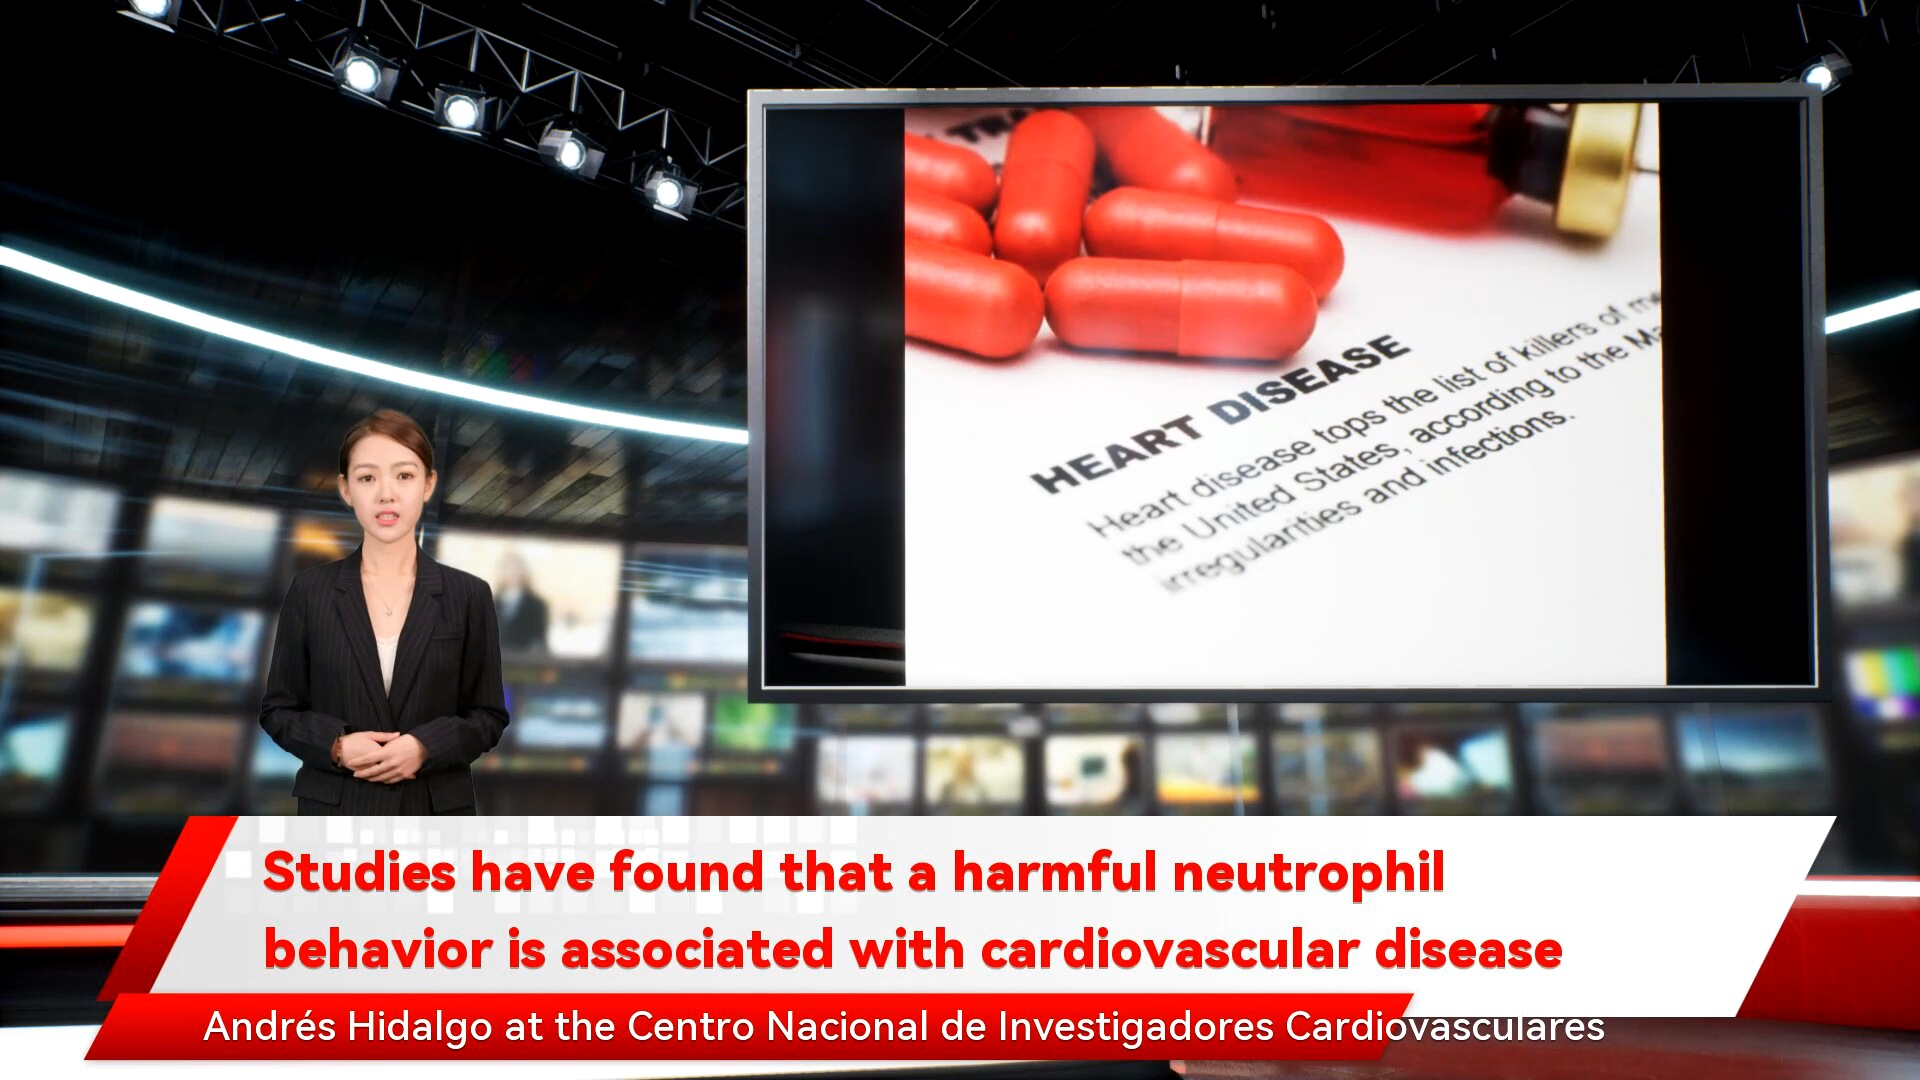 HEART DISEASE
Heart disease tops the list of killers of
the United States, according to the
irregularities and infections.
Studies have found that a harmful neutrophil
behavior is associated with cardiovascular disease
Andrés Hidalgo at the Centro Nacional de Investigadores Cardiovasculares